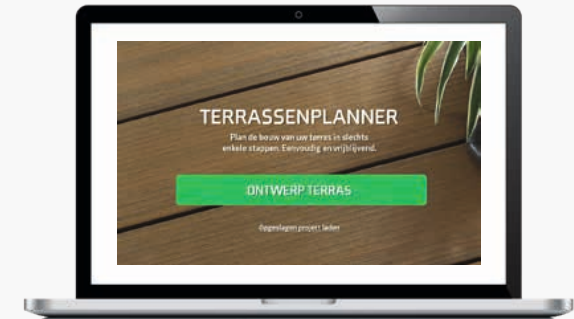 TERRASSENPLANNER
Plan de bouw van uw terras in slechts
enkele stappen. Eenvoudig en vrijblijvend.
ONTWERP TERRAS
Opgeslagen project laden